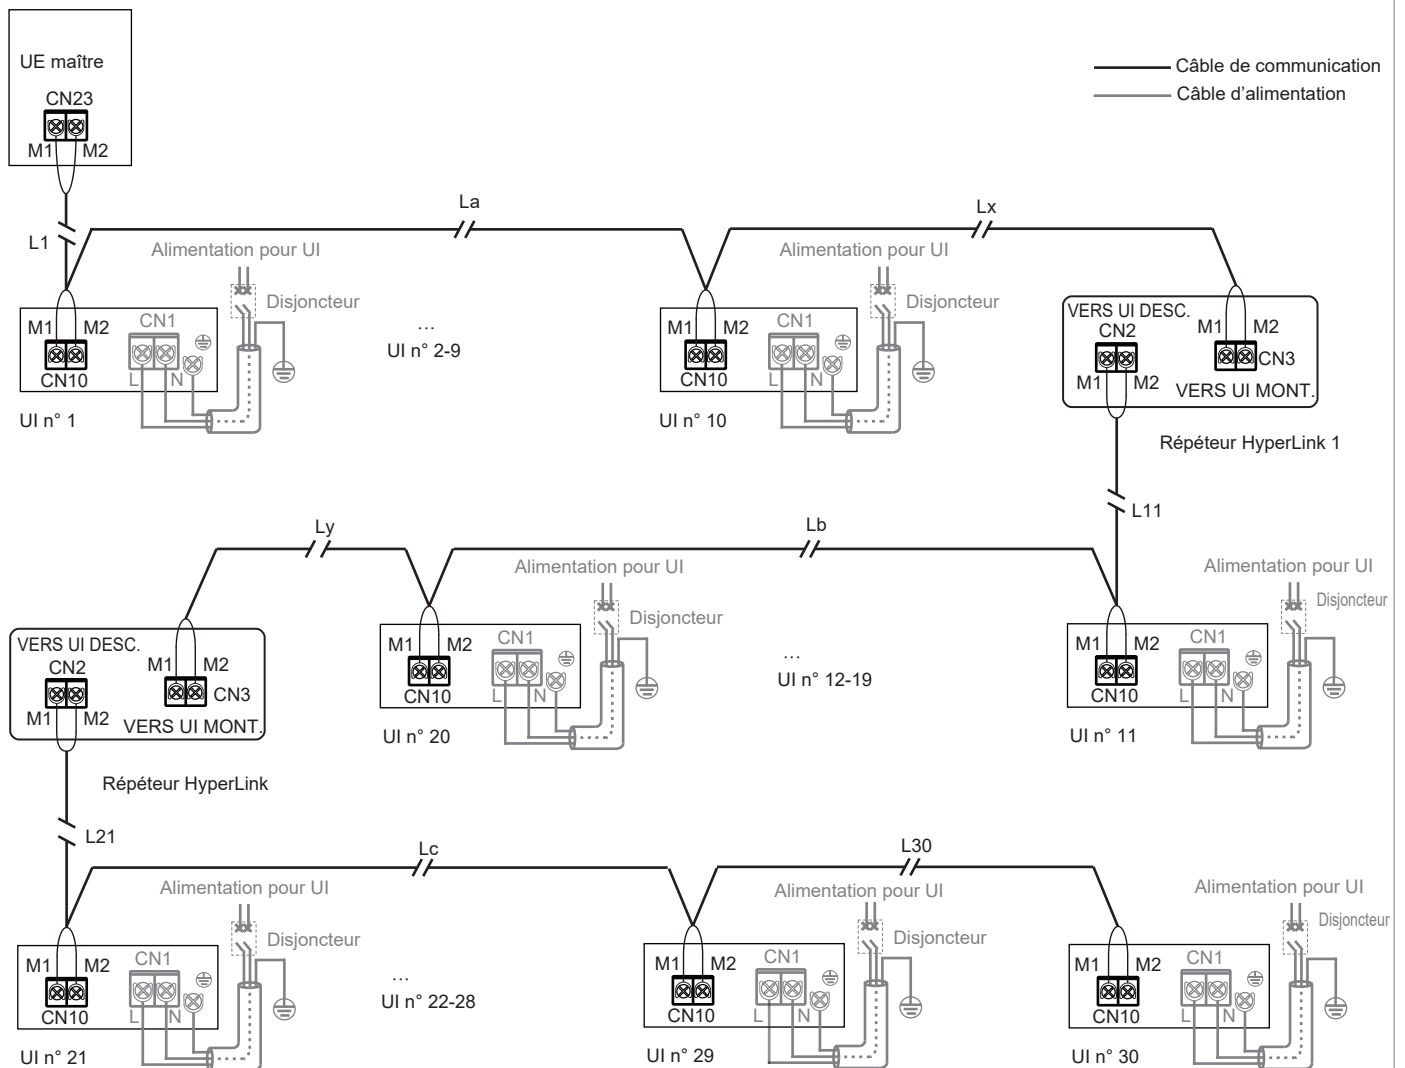 UE maître
CN23
M1 M2
Câble de communication
Câble d'alimentation
L1
La
Lx
Alimentation pour UI
Disjoncteur
M1 M2
CN1
CN10
L N
UI n° 1
...
UI n° 2-9
Alimentation pour UI
Disjoncteur
M1 M2
CN1
CN10
L N
UI n° 10
VERS UI DESC.
CN2
M1 M2
M1 M2
CN3
VERS UI MONT.
Répéteur HyperLink 1
L11
Ly
Lb
VERS UI DESC.
CN2
M1 M2
M1 M2
CN3
VERS UI MONT.
Répéteur HyperLink
Alimentation pour UI
Disjoncteur
M1 M2
CN1
CN10
L N
UI n° 20
...
UI n° 12-19
Alimentation pour UI
Disjoncteur
M1 M2
CN1
CN10
L N
UI n° 11
L21
Lc
L30
Alimentation pour UI
Disjoncteur
M1 M2
CN1
CN10
L N
UI n° 21
...
UI n° 22-28
Alimentation pour UI
Disjoncteur
M1 M2
CN1
CN10
L N
UI n° 29
Alimentation pour UI
Disjoncteur
M1 M2
CN1
CN10
L N
UI n° 30